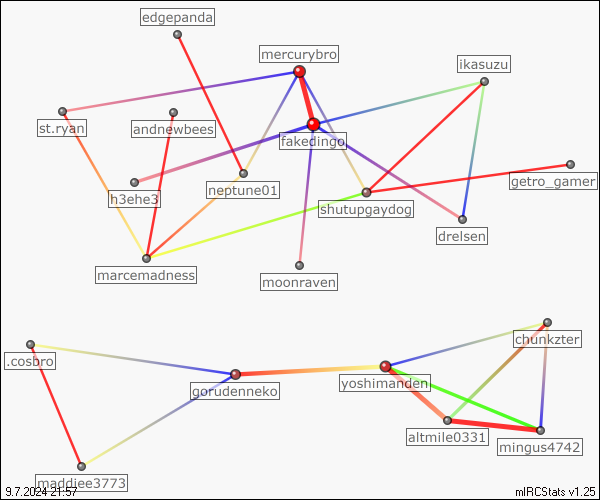 edgepanda
mercurybro
ikasuzu
st.ryan
andnewbees
fakedingo
h3ehe3
neptune01
getro_gamer
shutupgaydog
drelsen
marcemadness
moonraven
.cosbro
chunkzter
gorudenneko
yoshimanden
altmile0331
mingus4742
maddiee3773
9.7.2024 21:57
mIRCStats v1.25